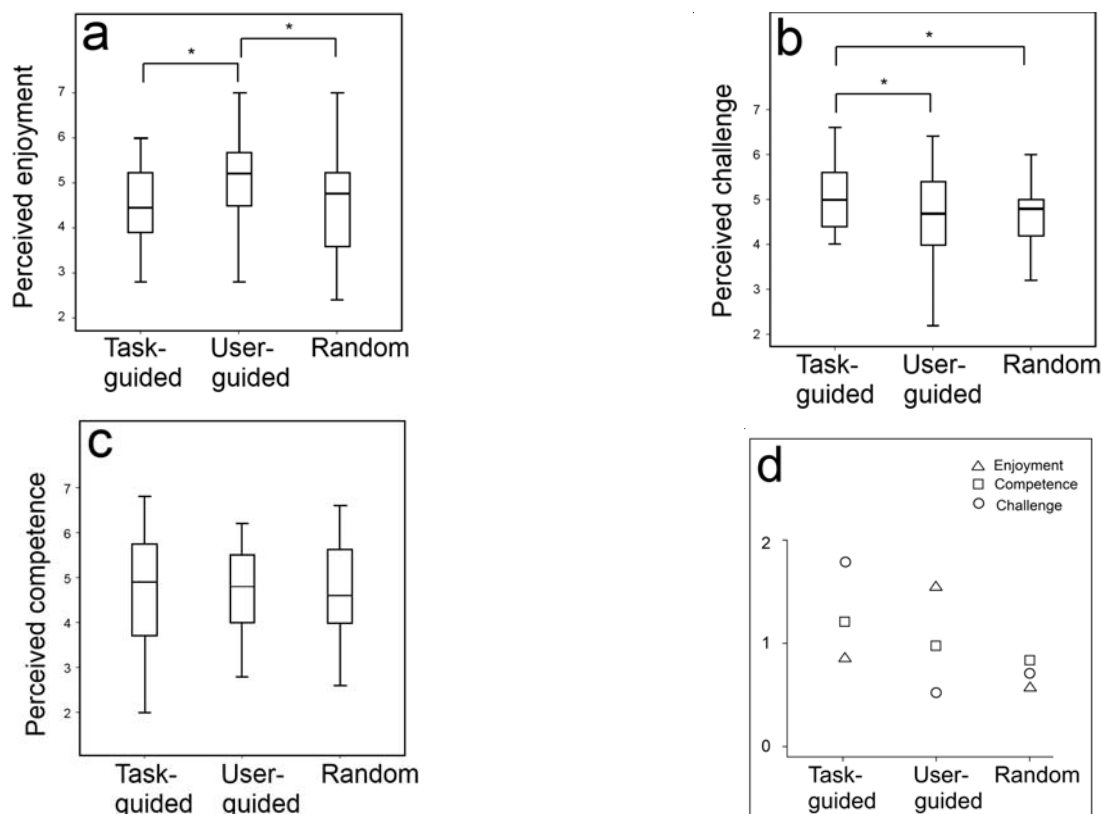 a
*
*
Perceived enjoyment
7
6
5
4
3
2
Task-
guided
User-
guided
Random
b
*
*
Perceived challenge
7
6
5
4
3
2
Task-
guided
User-
guided
Random
c
Perceived competence
7
6
5
4
3
2
Task-
guided
User-
guided
Random
d
Enjoyment
Competence
Challenge
2
1
0
Task-
guided
User-
guided
Random